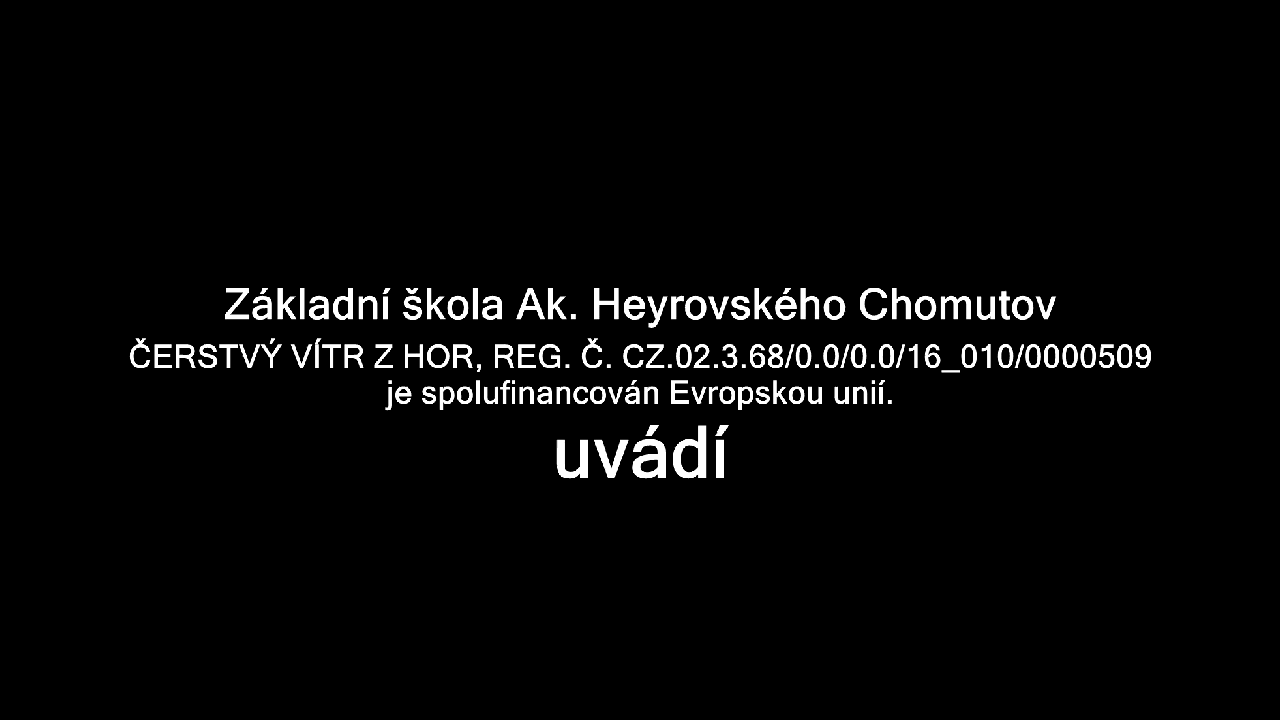 Základní škola Ak. Heyrovského Chomutov
ČERSTVÝ VÍTR Z HOR, REG. Č. CZ.02.3.68/0.0/0.0/16_010/0000509
je spolufinancován Evropskou unií.
uvádí